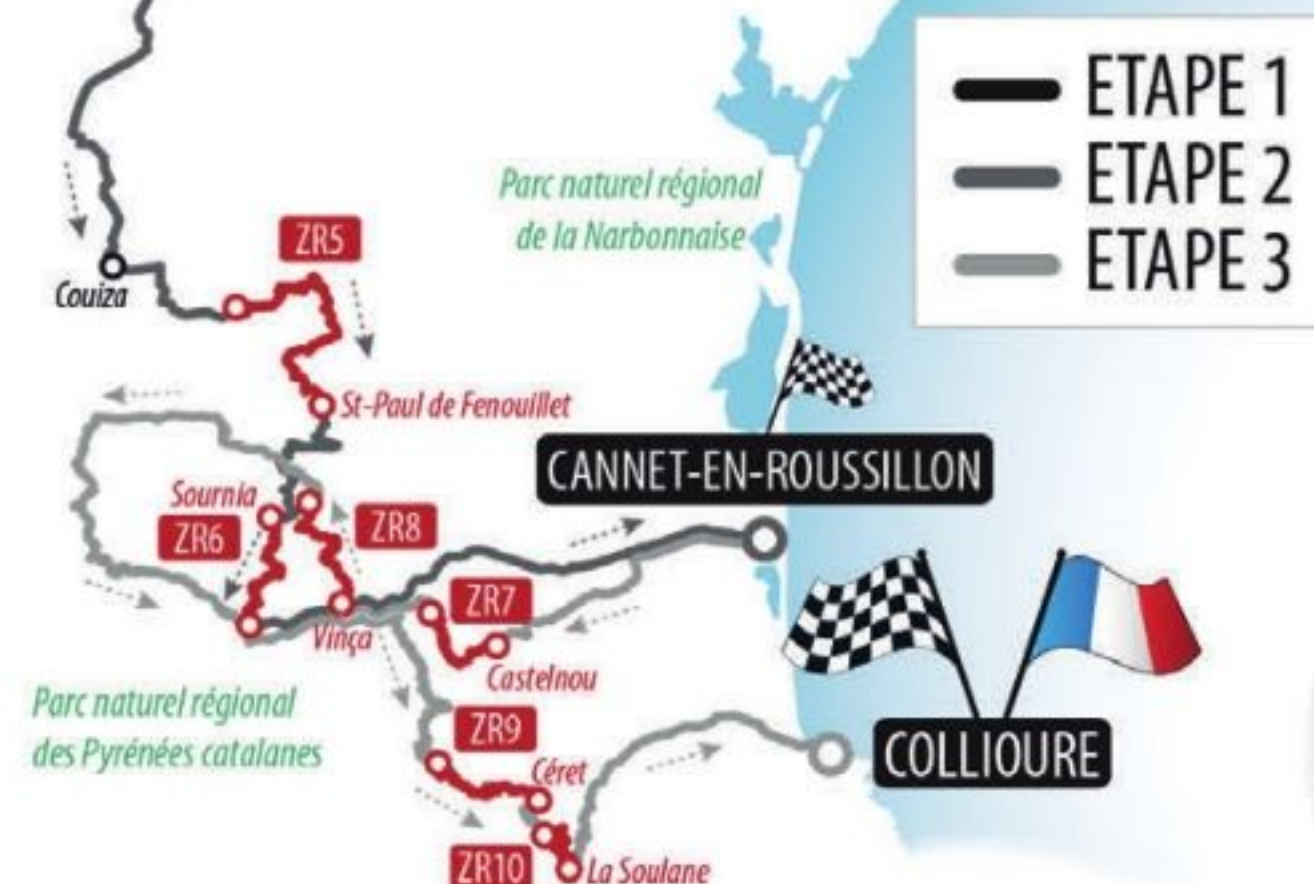 ETAPE 1
ETAPE 2
ETAPE 3
Parc naturel régional
de la Narbonnaise
ZR5
Couiza
St-Paul de Fenouillet
CANNET-EN-ROUSSILLON
Sournia
ZR6
ZR8
ZR7
Vinça
Castelnou
Parc naturel régional
des Pyrénées catalanes
ZR9
COLLIOURE
Céret
ZR10
La Soulane